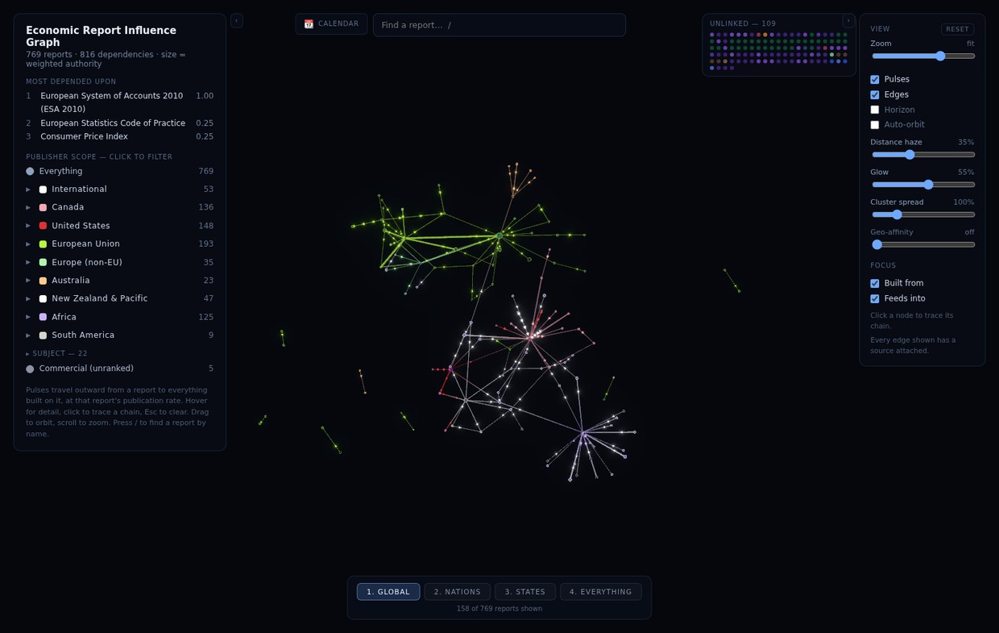 Economic Report Influence
Graph
769 reports · 816 dependencies · size =
weighted authority
MOST DEPENDED UPON
1 European System of Accounts 2010 1.00
(ESA 2010)
2 European Statistics Code of Practice 0.25
3 Consumer Price Index 0.25
PUBLISHER SCOPE — CLICK TO FILTER
Everything 769
▶ International 53
▶ Canada 136
▶ United States 148
▶ European Union 193
▶ Europe (non-EU) 35
▶ Australia 23
▶ New Zealand & Pacific 47
▶ Africa 125
▶ South America 9
▸ SUBJECT — 22
Commercial (unranked) 5
Pulses travel outward from a report to everything
built on it, at that report's publication rate. Hover
for detail, click to trace a chain, Esc to clear. Drag
to orbit, scroll to zoom. Press / to find a report by
name.
‹
📆 CALENDAR
Find a report… /
UNLINKED — 109
›
VIEW RESET
Zoom fit
Pulses
Edges
Horizon
Auto-orbit
Distance haze 35%
Glow 55%
Cluster spread 100%
Geo-affinity off
FOCUS
Built from
Feeds into
Click a node to trace its
chain.
Every edge shown has a
source attached.
1. GLOBAL 2. NATIONS 3. STATES 4. EVERYTHING
158 of 769 reports shown